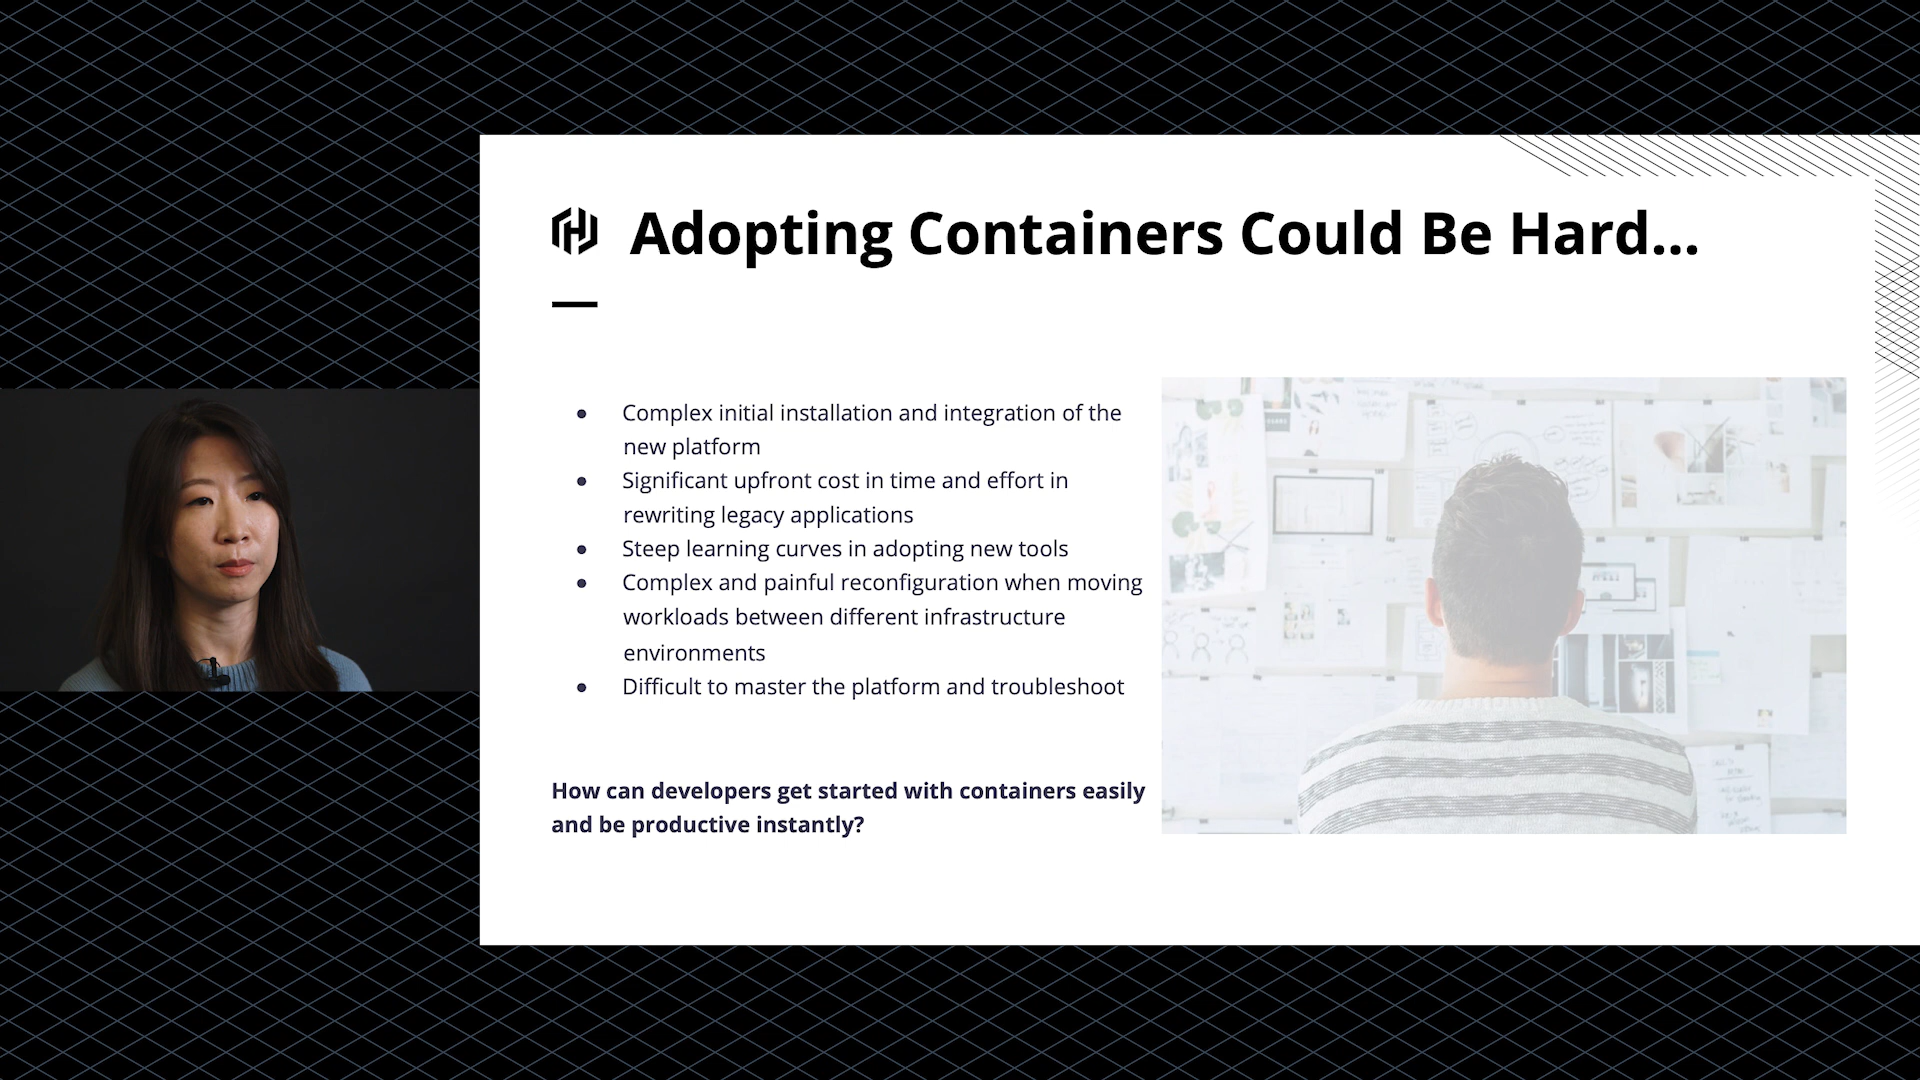 Adopting Containers Could Be Hard...
● Complex initial installation and integration of the
new platform
● Significant upfront cost in time and effort in
rewriting legacy applications
● Steep learning curves in adopting new tools
● Complex and painful reconfiguration when moving
workloads between different infrastructure
environments
● Difficult to master the platform and troubleshoot
How can developers get started with containers easily
and be productive instantly?